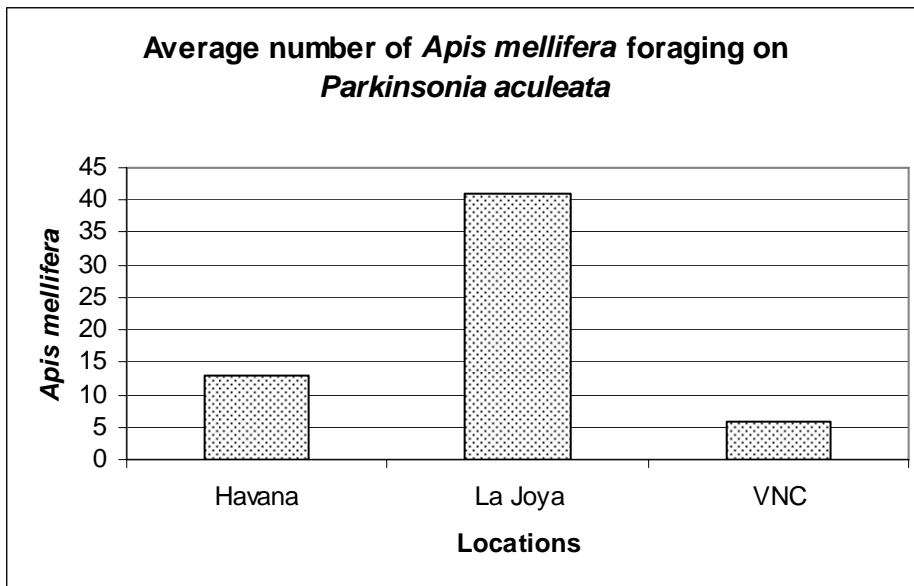 Average number of Apis mellifera foraging on
Parkinsonia aculeata
Apis mellifera
45
40
35
30
25
20
15
10
5
0
Havana La Joya VNC
Locations